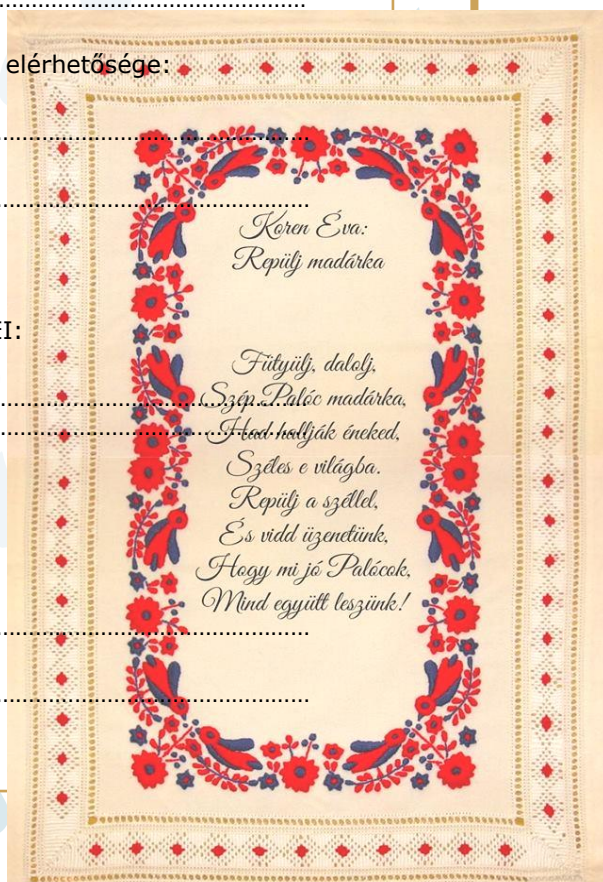 elérhetősége:
Koren Éva:
Repülj madárka
I:
Fütyülj, dalolj,
Szép Palóc madárka,
Had hallják éneked,
Széles e világba.
Repülj a széllel,
És vidd üzenetünk,
Hogy mi jó Palócok,
Mind együtt leszünk!